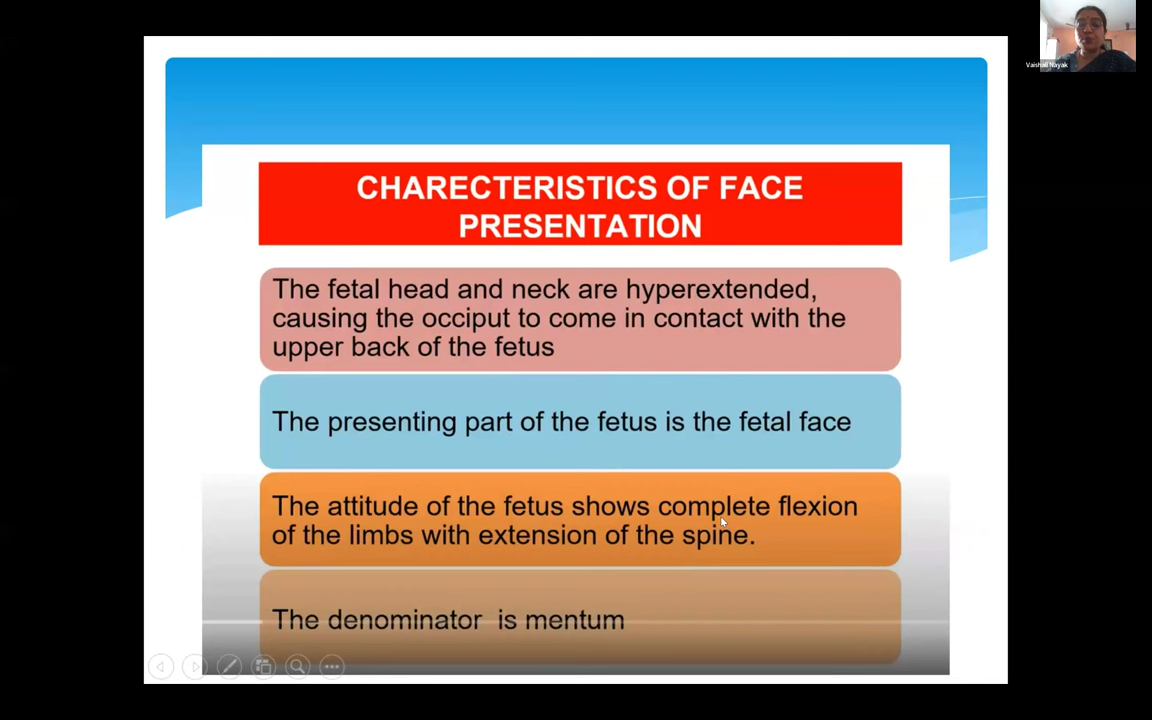 Vaishali Nayak
CHARECTERISTICS OF FACE
PRESENTATION
The fetal head and neck are hyperextended,
causing the occiput to come in contact with the
upper back of the fetus
The presenting part of the fetus is the fetal face
The attitude of the fetus shows complete flexion
of the limbs with extension of the spine.
The denominator is mentum